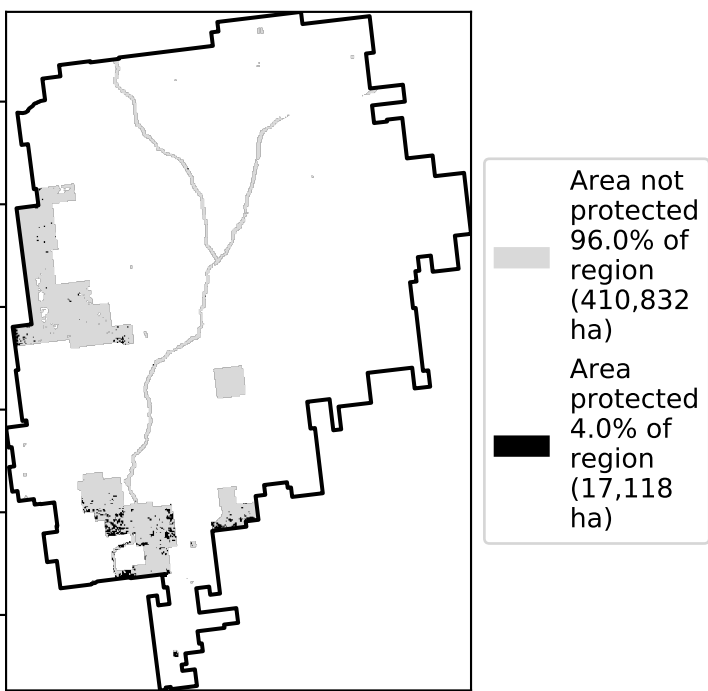 Area not
protected
96.0% of
region
(410,832
ha)
Area
protected
4.0% of
region
(17,118
ha)